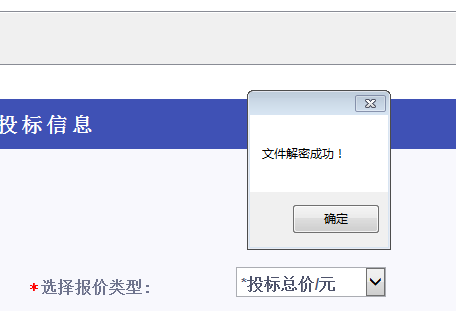 投标信息
文件解密成功！
确定
*选择报价类型：
*投标总价/元